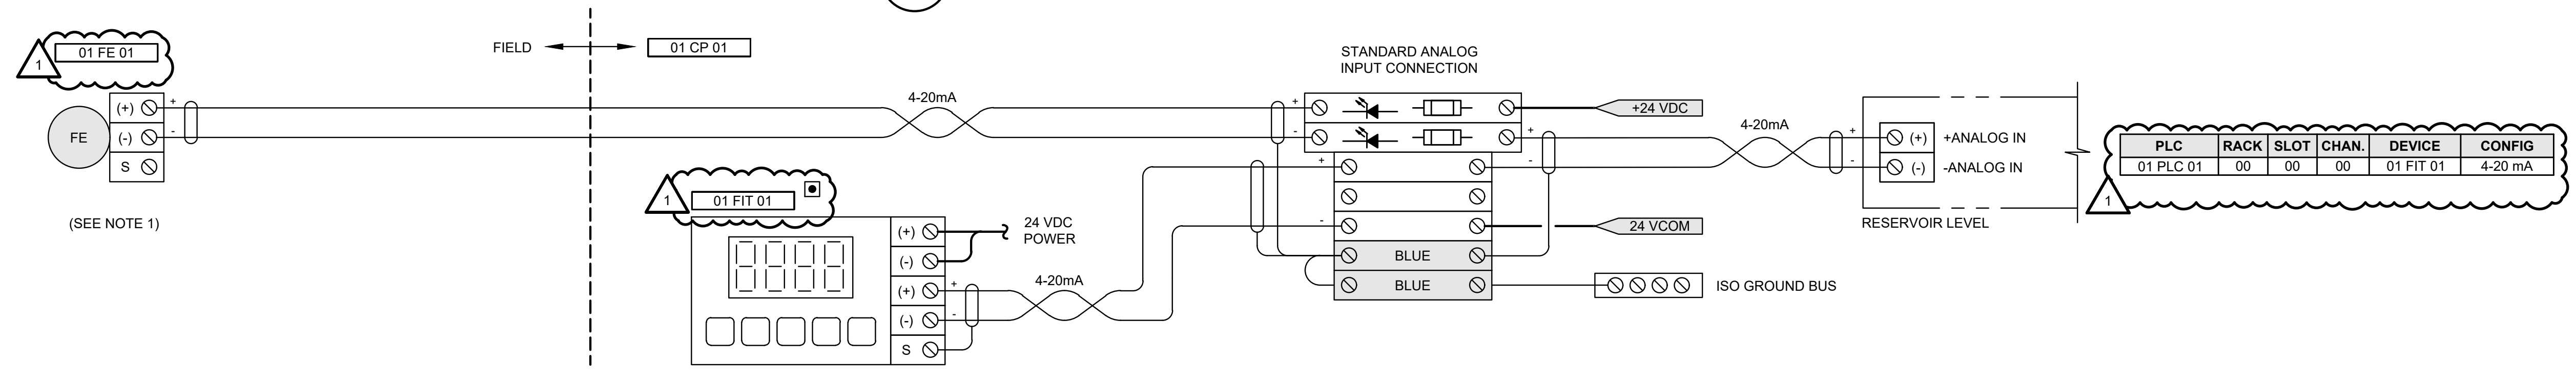 01 FE 01
1
FIELD
01 CP 01
STANDARD ANALOG
INPUT CONNECTION
FE
(+)
+
(-)
-
S
(SEE NOTE 1)
4-20mA
+
-
+24 VDC
+
-
4-20mA
+
-
(+)
(-)
+ANALOG IN
-ANALOG IN
RESERVOIR LEVEL
PLC RACK SLOT CHAN. DEVICE CONFIG
01 PLC 01 00 00 00 01 FIT 01 4-20 mA
1
1
01 FIT 01
(+)
(-)
24 VDC
POWER
(+)
+
(-)
-
S
4-20mA
+
-
24 VCOM
BLUE
BLUE
ISO GROUND BUS